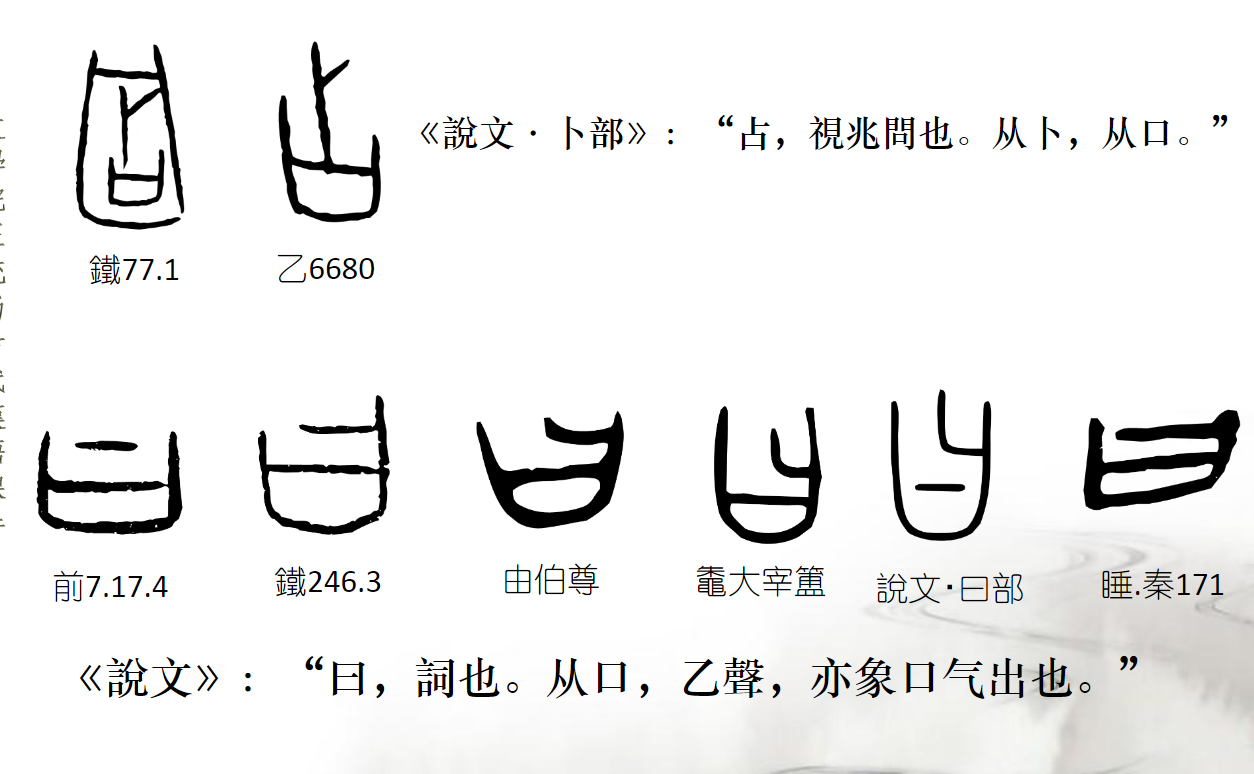 《說文·卜部》：“占，視兆問也。从卜，从口。”
鐵77.1 乙6680
前7.17.4 鐵246.3 由伯尊 鼄大宰簠 說文·曰部 睡.秦171
《說文》：“曰，詞也。从口，乙聲，亦象口气出也。”